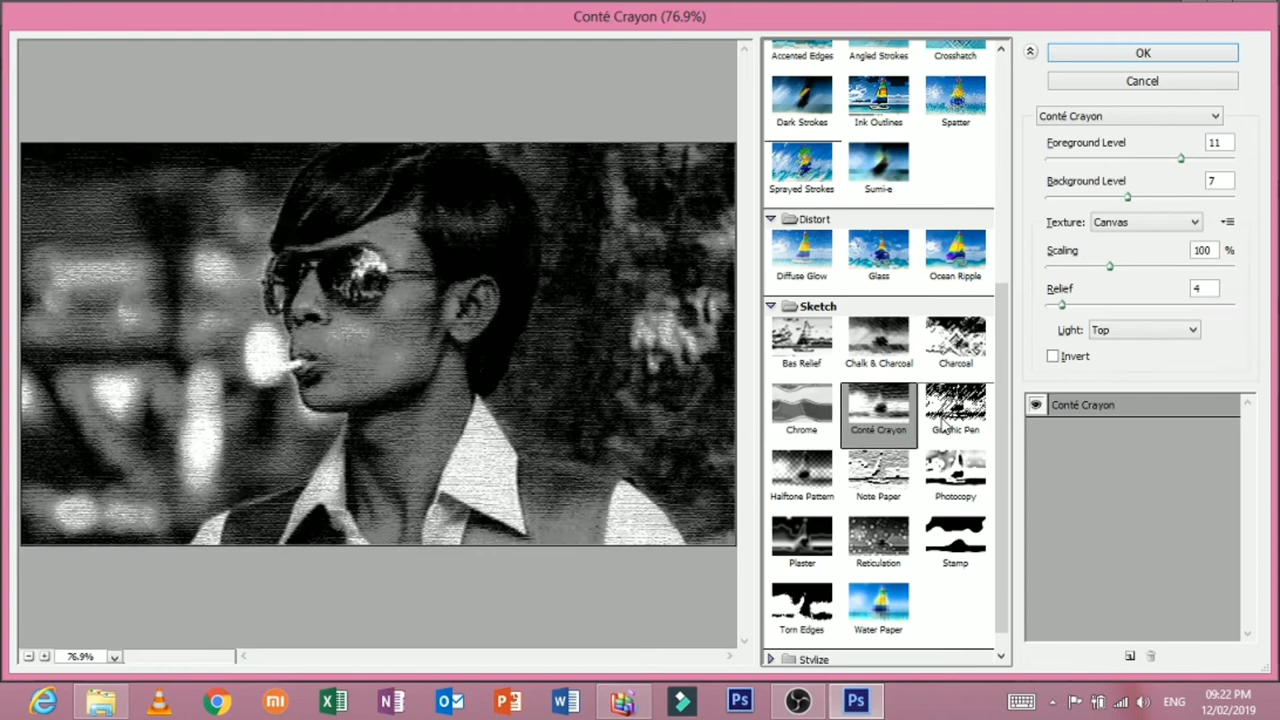 Conté Crayon (76.9%)
Accented Edges
Angled Strokes
Crosshatch
Dark Strokes
Ink Outlines
Spatter
Sprayed Strokes
Sumi-e
Distort
Diffuse Glow
Glass
Ocean Ripple
Sketch
Bas Relief
Chalk & Charcoal
Charcoal
Chrome
Conté Crayon
Graphic Pen
Halftone Pattern
Note Paper
Photocopy
Plaster
Reticulation
Stamp
Torn Edges
Water Paper
Stylize
OK
Cancel
Conté Crayon
Foreground Level 11
Background Level 7
Texture: Canvas
Scaling 100 %
Relief 4
Light: Top
Invert
Conté Crayon
76.9%
ENG
09:22 PM
12/02/2019